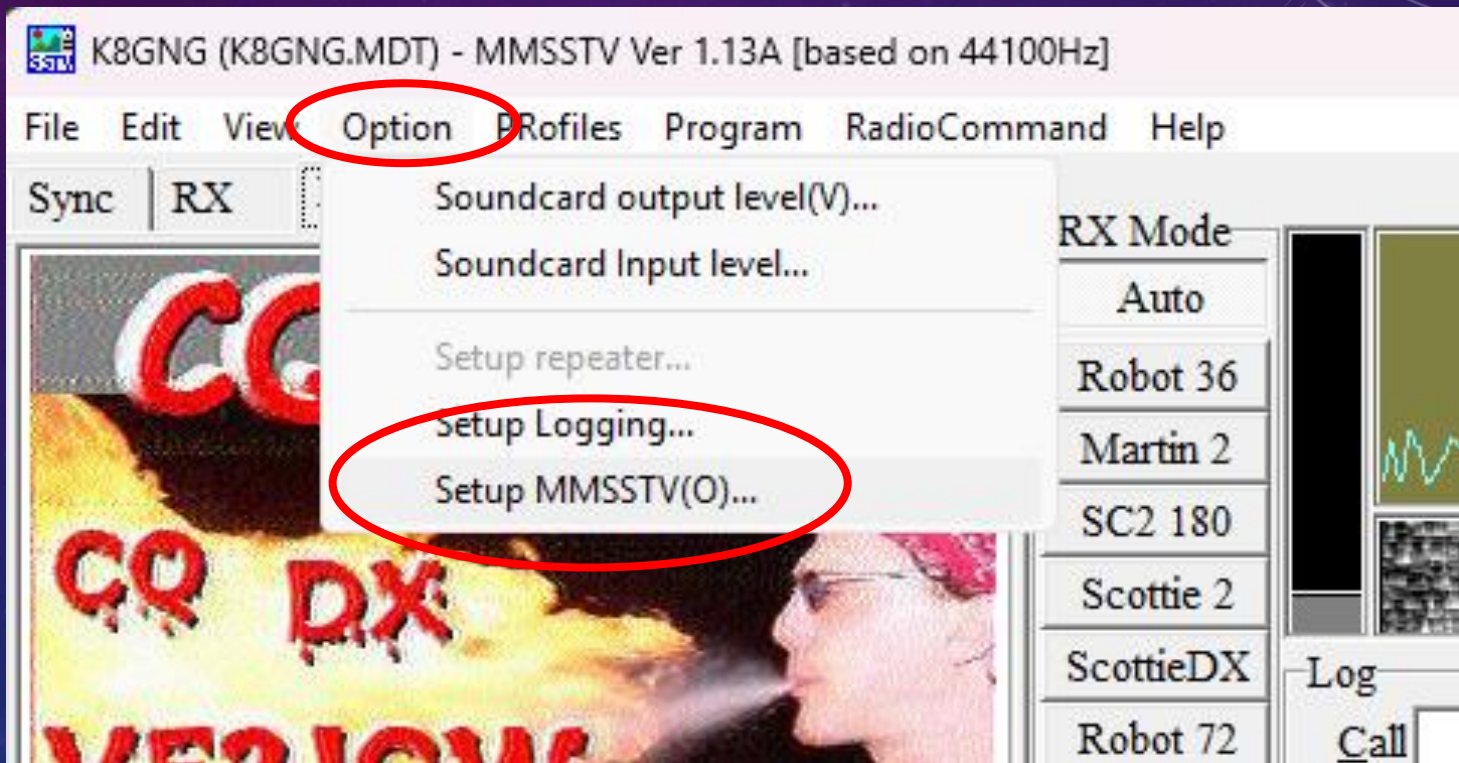 K8GNG (K8GNG.MDT) - MMSSTV Ver 1.13A [based on 44100Hz]
File Edit View Option PRofiles Program RadioCommand Help
Sync RX
Soundcard output level(V)...
Soundcard Input level...
Setup repeater...
Setup Logging...
Setup MMSSTV(O)...
RX Mode
Auto
Robot 36
Martin 2
SC2 180
Scottie 2
ScottieDX
Robot 72
Log
Call
CQ
CQ DX